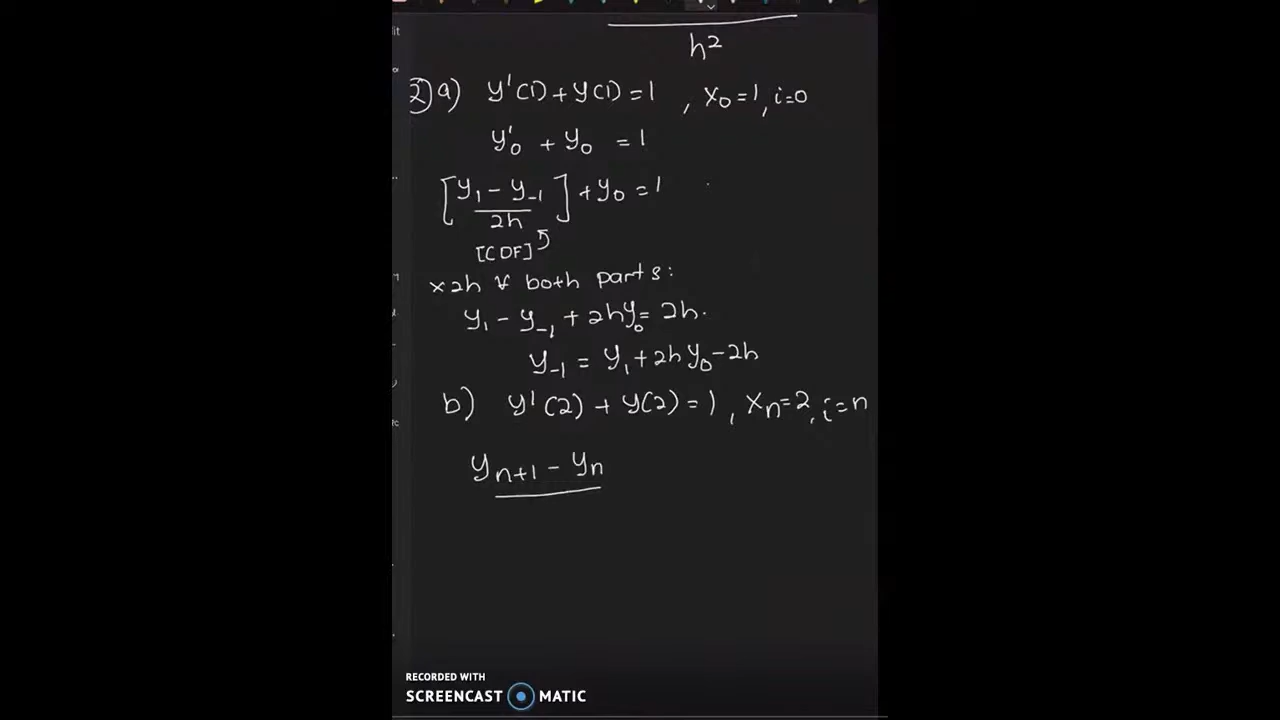 h²
② a) y'(1) + y(1) = 1 , x₀ = 1, i=0
y'₀ + y₀ = 1
[y₁ - y₋₁ / 2h] + y₀ = 1
[CDF]
×2h ∀ both parts:
y₁ - y₋₁ + 2hy₀ = 2h.
y₋₁ = y₁ + 2h y₀ - 2h
b) y'(2) + y(2) = 1 , xₙ = 2, i=n
yₙ₊₁ - yₙ
RECORDED WITH
SCREENCAST MATIC